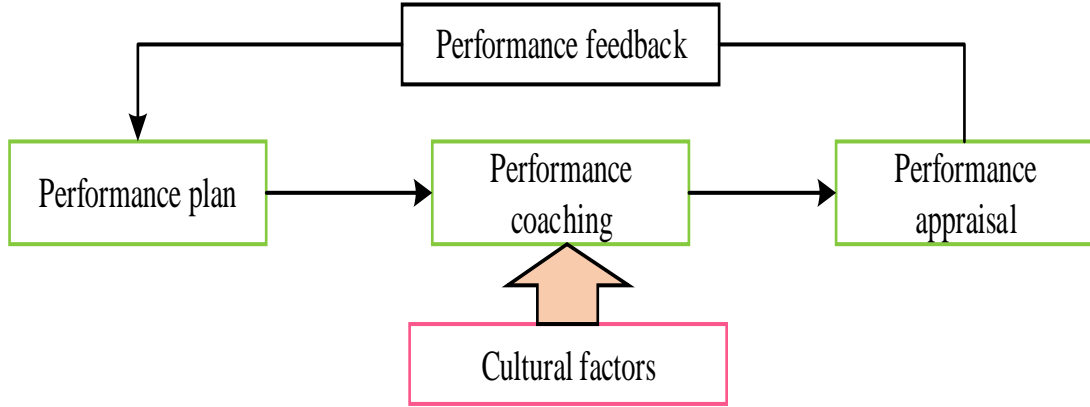 Performance feedback
Performance plan
Performance
coaching
Performance
appraisal
Cultural factors